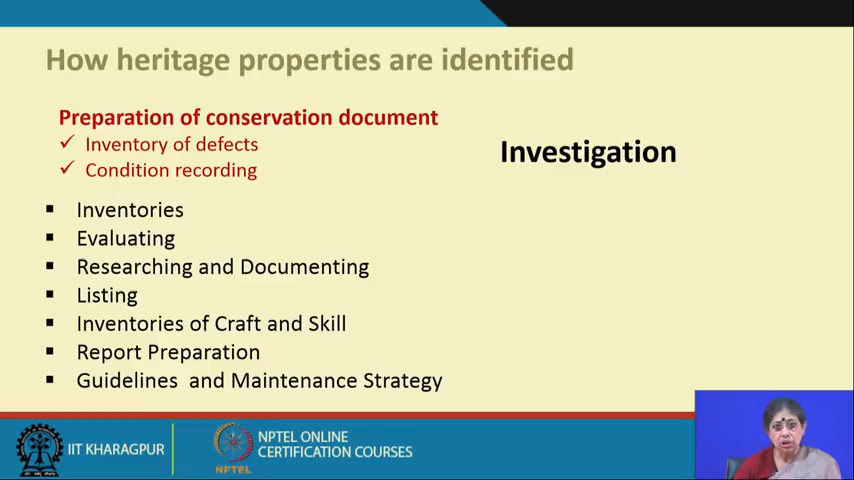 How heritage properties are identified
Preparation of conservation document
✓ Inventory of defects
✓ Condition recording
Investigation
▪ Inventories
▪ Evaluating
▪ Researching and Documenting
▪ Listing
▪ Inventories of Craft and Skill
▪ Report Preparation
▪ Guidelines and Maintenance Strategy
IIT KHARAGPUR
NPTEL
NPTEL ONLINE
CERTIFICATION COURSES